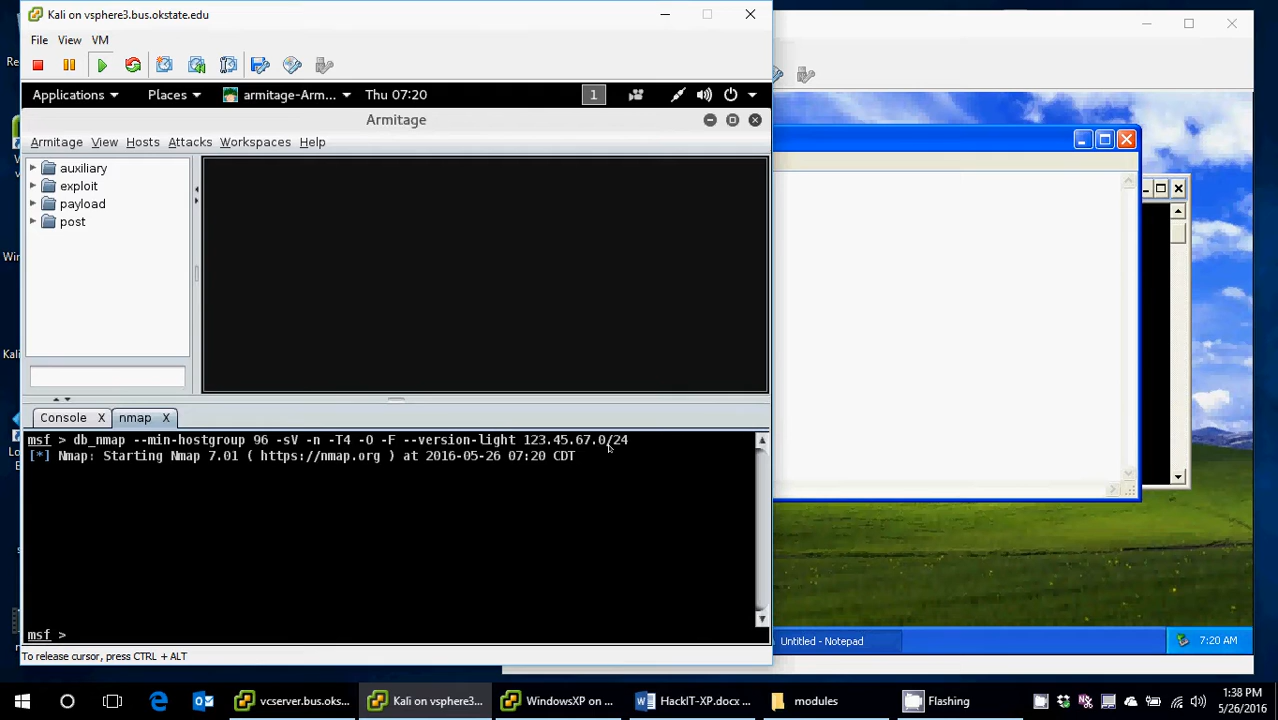 Kali on vsphere3.bus.okstate.edu
File View VM
Applications Places armitage-Arm... Thu 07:20 1
Armitage
Armitage View Hosts Attacks Workspaces Help
auxiliary
exploit
payload
post
Console X nmap X
msf > db_nmap --min-hostgroup 96 -sV -n -T4 -O -F --version-light 123.45.67.0/24
[*] Nmap: Starting Nmap 7.01 ( https://nmap.org ) at 2016-05-26 07:20 CDT
msf >
To release cursor, press CTRL + ALT
Untitled - Notepad
7:20 AM
vcserver.bus.okstate...
Kali on vsphere3...
WindowsXP on ...
HackIT-XP.docx ...
modules
Flashing
1:38 PM
5/26/2016